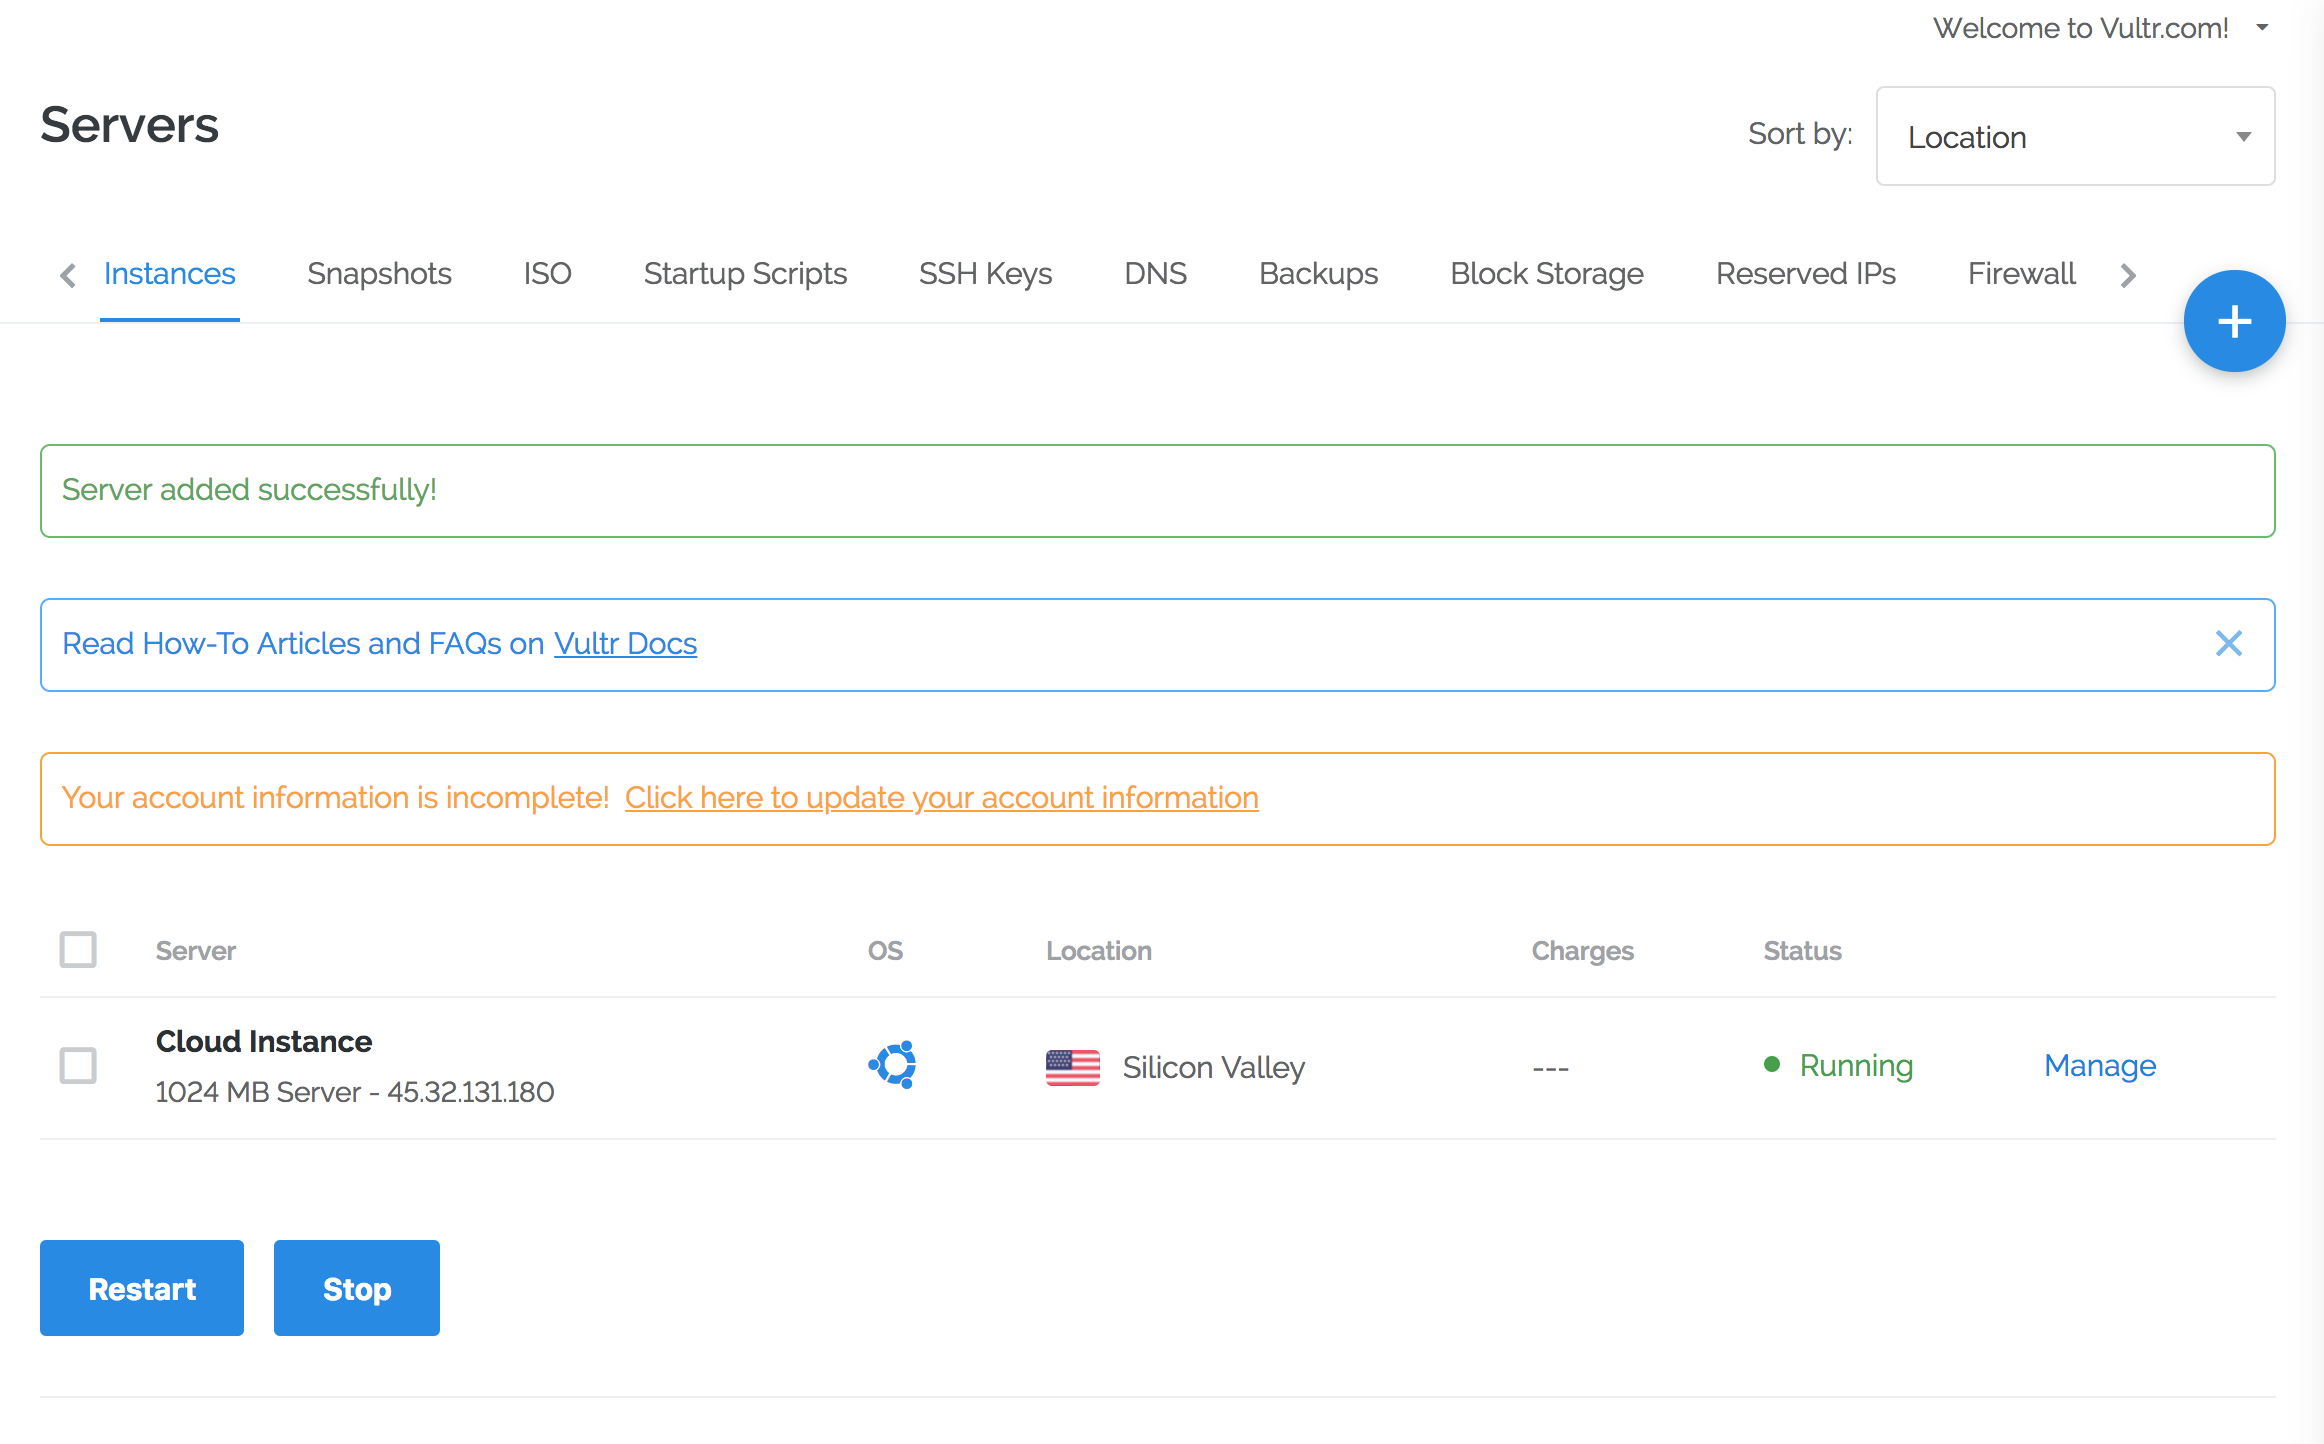 Welcome to Vultr.com!
Servers
Sort by: Location
Instances Snapshots ISO Startup Scripts SSH Keys DNS Backups Block Storage Reserved IPs Firewall
Server added successfully!
Read How-To Articles and FAQs on Vultr Docs
Your account information is incomplete! Click here to update your account information
Server OS Location Charges Status
Cloud Instance
1024 MB Server - 45.32.131.180
Silicon Valley --- Running Manage
Restart Stop